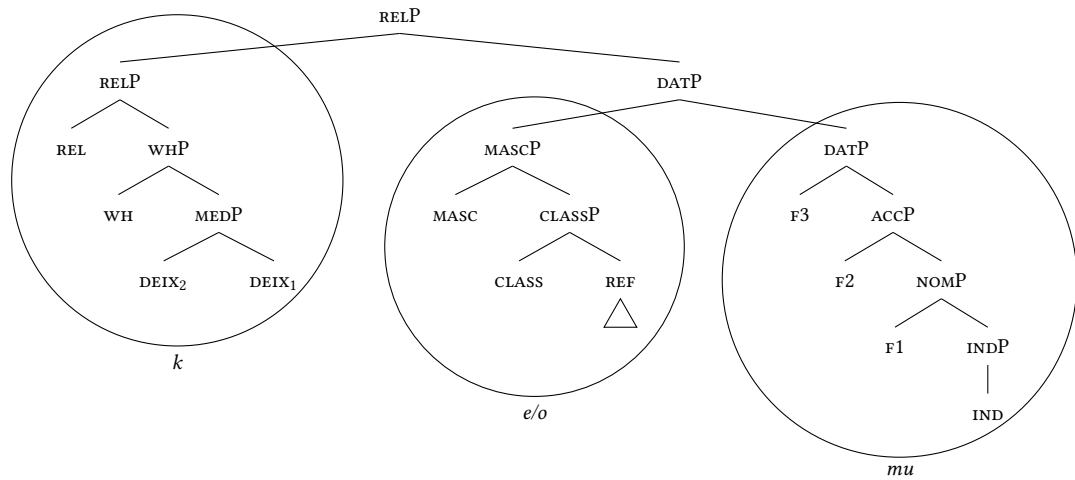 RELP
RELP DATP
REL WHP MASCP DATP
WH MEDP MASC CLASSP F3 ACCP
DEIX₂ DEIX₁ CLASS REF F2 NOMP
F1 INDP
k
e/o IND
mu